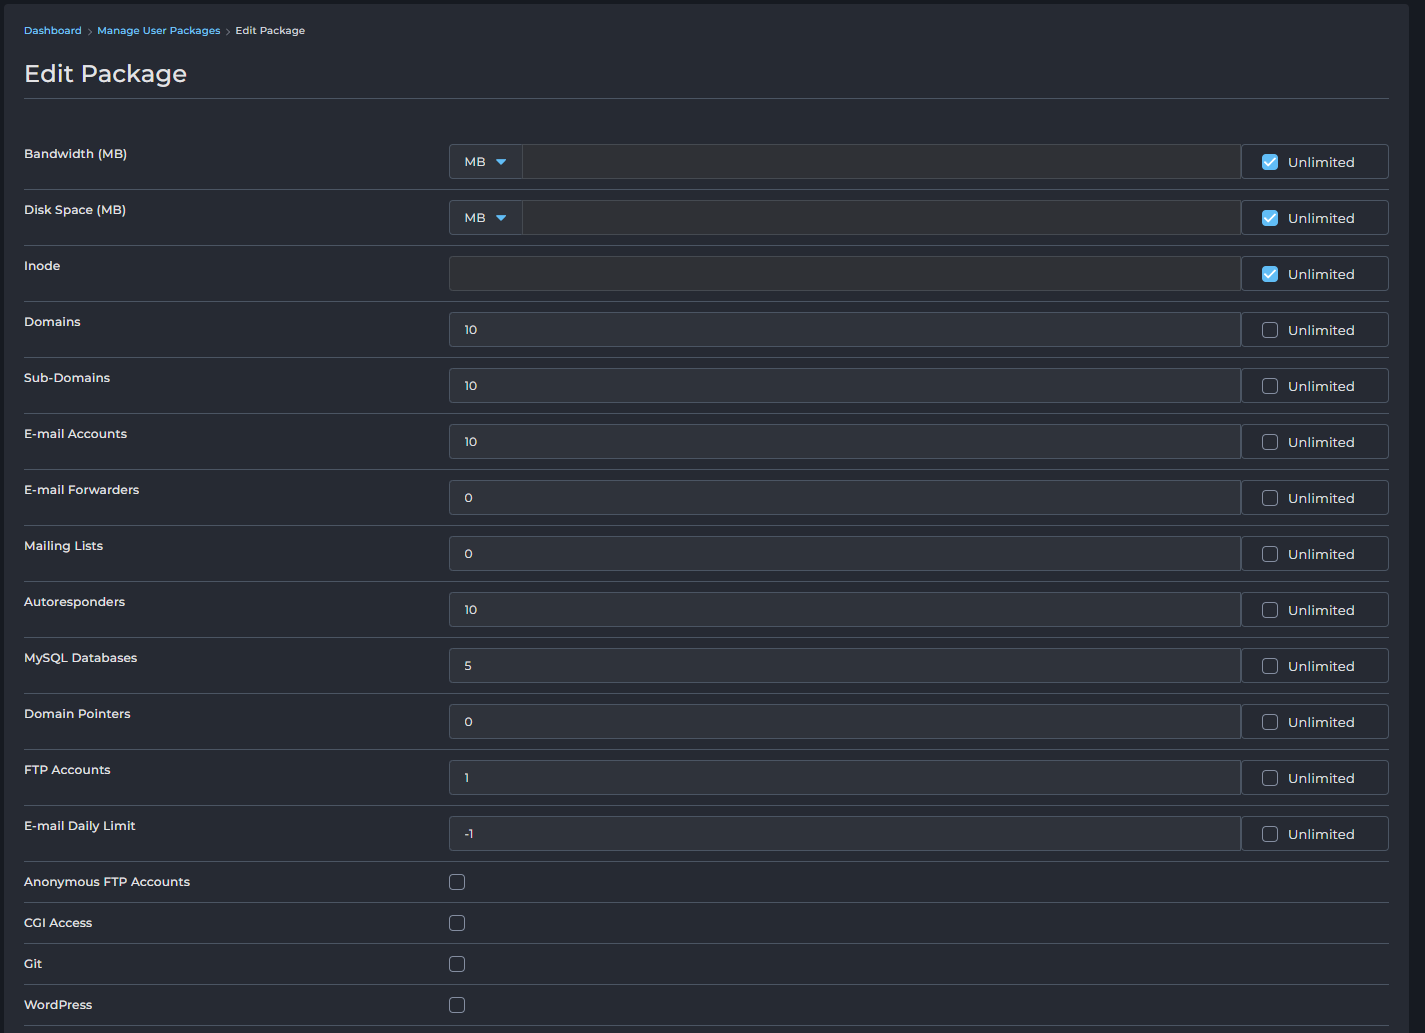 Dashboard > Manage User Packages > Edit Package
Edit Package
Bandwidth (MB) MB Unlimited
Disk Space (MB) MB Unlimited
Inode Unlimited
Domains 10 Unlimited
Sub-Domains 10 Unlimited
E-mail Accounts 10 Unlimited
E-mail Forwarders 0 Unlimited
Mailing Lists 0 Unlimited
Autoresponders 10 Unlimited
MySQL Databases 5 Unlimited
Domain Pointers 0 Unlimited
FTP Accounts 1 Unlimited
E-mail Daily Limit -1 Unlimited
Anonymous FTP Accounts
CGI Access
Git
WordPress